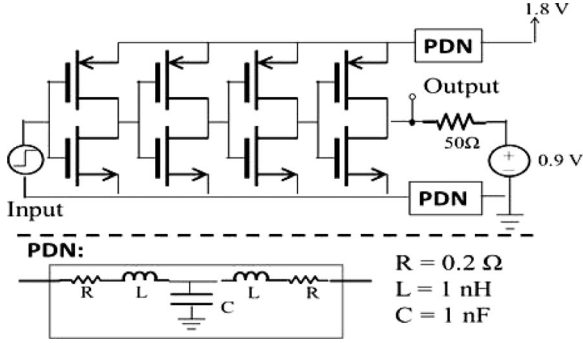 1.8 V
PDN
Output
50Ω
+
−
0.9 V
PDN
Input
PDN:
R L L R
C
R = 0.2 Ω
L = 1 nH
C = 1 nF